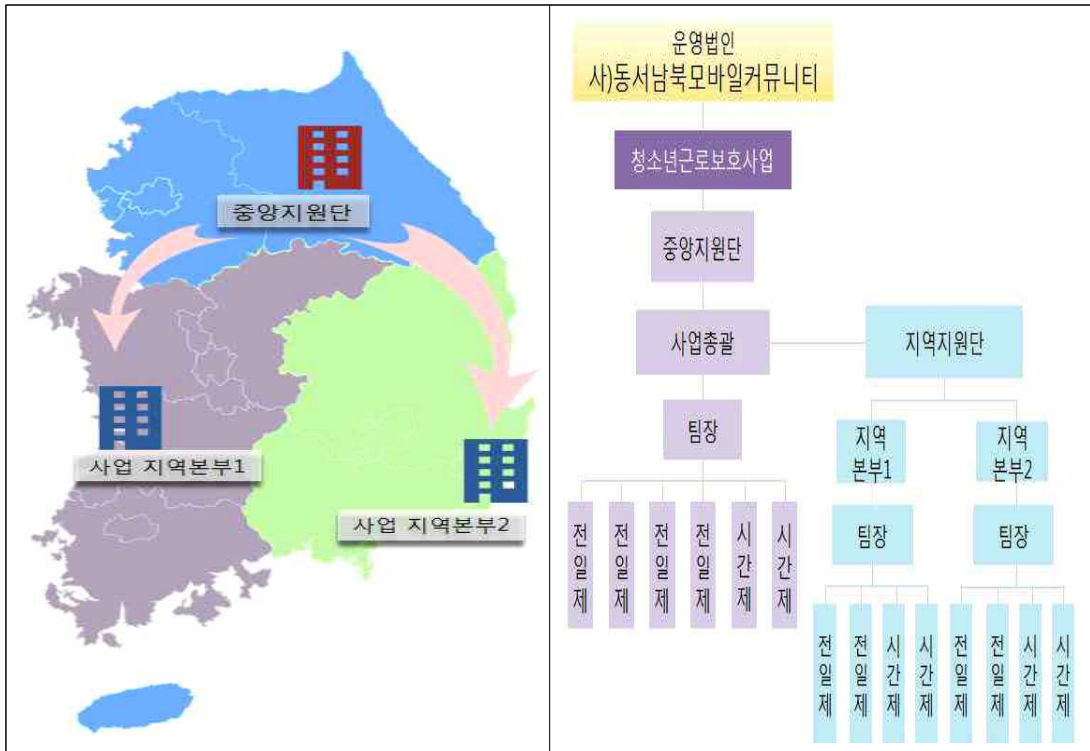 중앙지원단
사업 지역본부1
사업 지역본부2
운영법인
사)동서남북모바일커뮤니티
청소년근로보호사업
중앙지원단
사업총괄
지역지원단
팀장
지역
본부1
지역
본부2
전일제
전일제
전일제
전일제
시간제
시간제
팀장
팀장
전일제
전일제
시간제
시간제
전일제
전일제
시간제
시간제